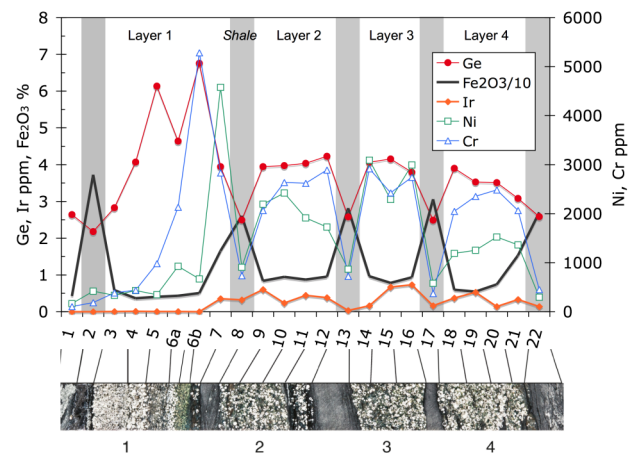 Layer 1 Shale Layer 2 Layer 3 Layer 4
Ge
Fe2O3/10
Ir
Ni
Cr
8
7
6
5
4
3
2
1
0
Ge, Ir ppm, Fe₂O₃ %
6000
5000
4000
3000
2000
1000
0
Ni, Cr ppm
1 2 3 4 5 6a 6b 7 8 9 10 11 12 13 14 15 16 17 18 19 20 21 22
1 2 3 4